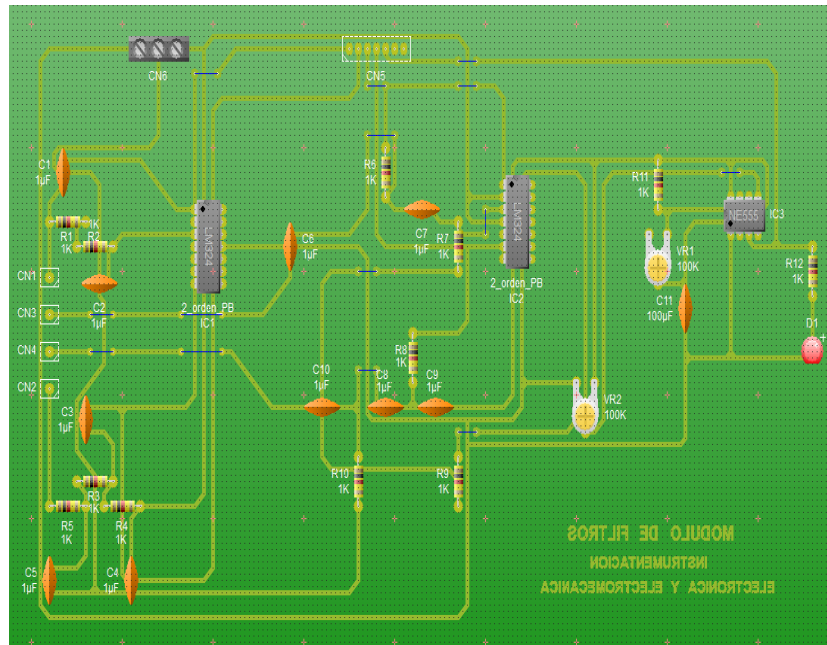 CN6
CN5
C1
1µF
R6
1K
R11
1K
LM324
LM324
NE555
IC3
1K
R1
1K
R2
C7
1µF
R7
1K
C6
1µF
VR1
100K
R12
1K
CN1
2_orden_PB
IC1
2_orden_PB
IC2
C2
1µF
C11
100µF
CN3
D1
+
CN4
R8
1K
CN2
C10
1µF
C8
1µF
C9
1µF
VR2
100K
C3
1µF
R10
1K
R9
1K
R3
1K
R5
1K
R4
1K
C5
1µF
C4
1µF
MODULO DE FILTROS
INSTRUMENTACION
ELECTRONICA Y ELECTROMECANICA